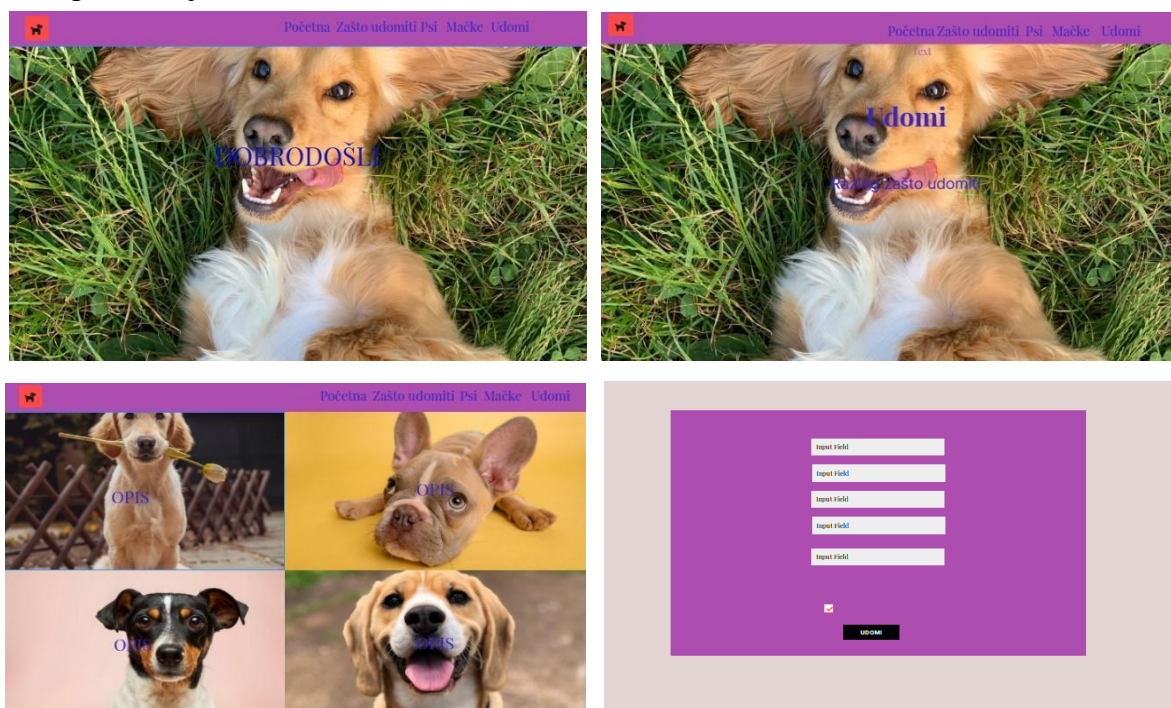 Početna Zašto udomiti Psi Mačke Udomi
DOBRODOŠLI
Početna Zašto udomiti Psi Mačke Udomi
Text
Udomi
Razlog zašto udomiti
Početna Zašto udomiti Psi Mačke Udomi
OPIS
OPIS
OPIS
OPIS
Input Field
Input Field
Input Field
Input Field
Input Field
UDOMI